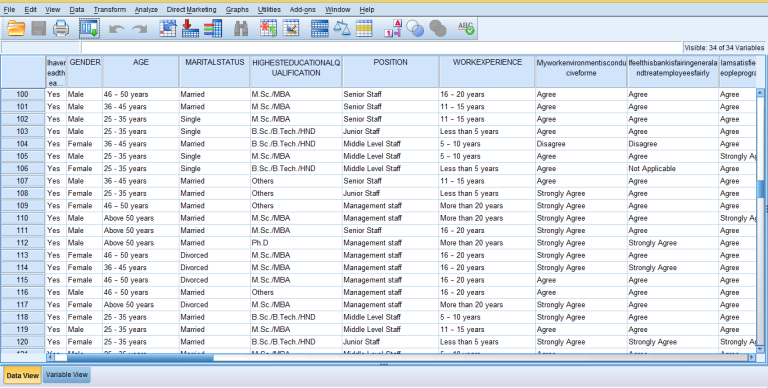 File Edit View Data Transform Analyze Direct Marketing Graphs Utilities Add-ons Window Help
Visible: 34 of 34 Variables
Ihaver eadth ea... GENDER AGE MARITALSTATUS HIGHESTEDUCATIONALQ UALIFICATION POSITION WORKEXPERIENCE Myworkenvironmentiscondu civeforme Ifeelthisbankisfairingenerala ndtreatemployeesfairly Iamsatisfie eopleprogra
100 Yes Male 46 - 50 years Married M.Sc./MBA Senior Staff 16 - 20 years Agree Agree Agree
101 Yes Male 36 - 45 years Married M.Sc./MBA Senior Staff 11 - 15 years Agree Agree Agree
102 Yes Male 25 - 35 years Single M.Sc./MBA Senior Staff 11 - 15 years Agree Agree Agree
103 Yes Male 25 - 35 years Single B.Sc./B.Tech./HND Junior Staff Less than 5 years Agree Agree Agree
104 Yes Female 36 - 45 years Married B.Sc./B.Tech./HND Middle Level Staff 5 - 10 years Disagree Disagree Agree
105 Yes Male 25 - 35 years Single M.Sc./MBA Middle Level Staff 5 - 10 years Agree Agree Strongly A
106 Yes Female 25 - 35 years Single B.Sc./B.Tech./HND Middle Level Staff Less than 5 years Agree Not Applicable Agree
107 Yes Male 36 - 45 years Married Others Senior Staff 11 - 15 years Agree Agree Agree
108 Yes Male 25 - 35 years Married Others Junior Staff Less than 5 years Strongly Agree Agree Agree
109 Yes Female 46 - 50 years Married Others Management staff More than 20 years Strongly Agree Agree Agree
110 Yes Male Above 50 years Married M.Sc./MBA Management staff More than 20 years Strongly Agree Agree Strongly A
111 Yes Male Above 50 years Married M.Sc./MBA Senior Staff 16 - 20 years Agree Agree Agree
112 Yes Male Above 50 years Married Ph.D Management staff More than 20 years Strongly Agree Strongly Agree Agree
113 Yes Female 46 - 50 years Divorced M.Sc./MBA Management staff 16 - 20 years Strongly Agree Agree Agree
114 Yes Female 36 - 45 years Divorced M.Sc./MBA Management staff 16 - 20 years Strongly Agree Strongly Agree Agree
115 Yes Female 46 - 50 years Divorced M.Sc./MBA Management staff 16 - 20 years Agree Agree Agree
116 Yes Male 46 - 50 years Married Others Management staff 16 - 20 years Agree Agree Agree
117 Yes Female Above 50 years Divorced M.Sc./MBA Management staff More than 20 years Strongly Agree Agree Agree
118 Yes Female 25 - 35 years Married B.Sc./B.Tech./HND Middle Level Staff 5 - 10 years Strongly Agree Agree Agree
119 Yes Male 25 - 35 years Married M.Sc./MBA Middle Level Staff 11 - 15 years Agree Agree Agree
120 Yes Female 25 - 35 years Married B.Sc./B.Tech./HND Junior Staff Less than 5 years Strongly Agree Strongly Agree Strongly A
Data View Variable View